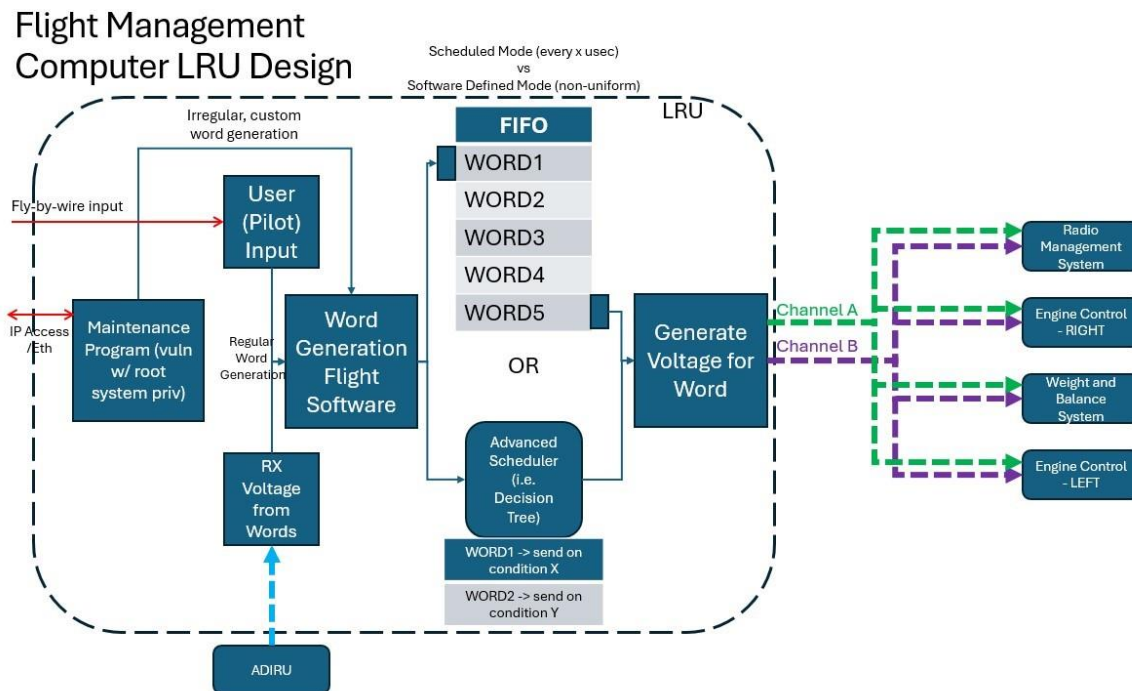 Flight Management
Computer LRU Design
Scheduled Mode (every x usec)
vs
Software Defined Mode (non-uniform)
LRU
Irregular, custom
word generation
FIFO
WORD1
WORD2
WORD3
WORD4
WORD5
OR
Fly-by-wire input
User
(Pilot)
Input
IP Access
/Eth
Maintenance
Program (vuln
w/ root
system priv)
Regular
Word
Generation
Word
Generation
Flight
Software
RX
Voltage
from
Words
ADIRU
Advanced
Scheduler
(i.e.
Decision
Tree)
WORD1 -> send on
condition X
WORD2 -> send on
condition Y
Generate
Voltage for
Word
Channel A
Channel B
Radio
Management
System
Engine Control
- RIGHT
Weight and
Balance
System
Engine Control
- LEFT